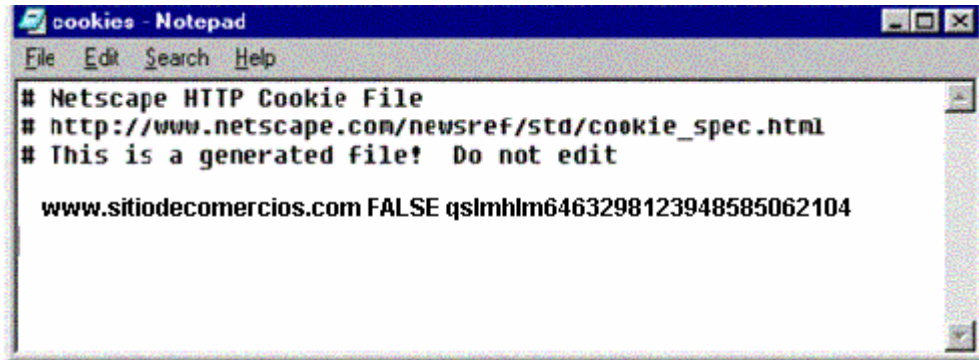 cookies - Notepad
File Edit Search Help
# Netscape HTTP Cookie File
# http://www.netscape.com/newsref/std/cookie_spec.html
# This is a generated file! Do not edit
www.sitiodecomercios.com FALSE qslmhlm6463298123948585062104